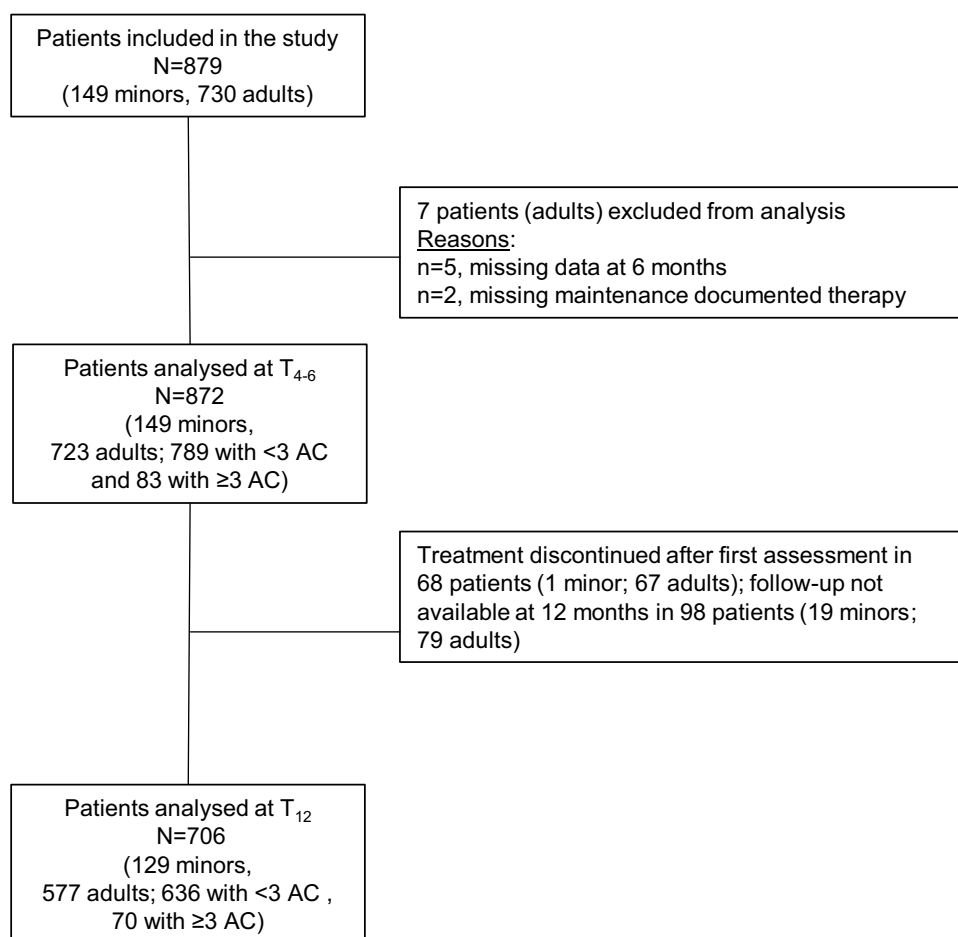 Patients included in the study
N=879
(149 minors, 730 adults)
7 patients (adults) excluded from analysis
Reasons:
n=5, missing data at 6 months
n=2, missing maintenance documented therapy
Patients analysed at T4-6
N=872
(149 minors,
723 adults; 789 with <3 AC
and 83 with ≥3 AC)
Treatment discontinued after first assessment in
68 patients (1 minor; 67 adults); follow-up not
available at 12 months in 98 patients (19 minors;
79 adults)
Patients analysed at T12
N=706
(129 minors,
577 adults; 636 with <3 AC ,
70 with ≥3 AC)